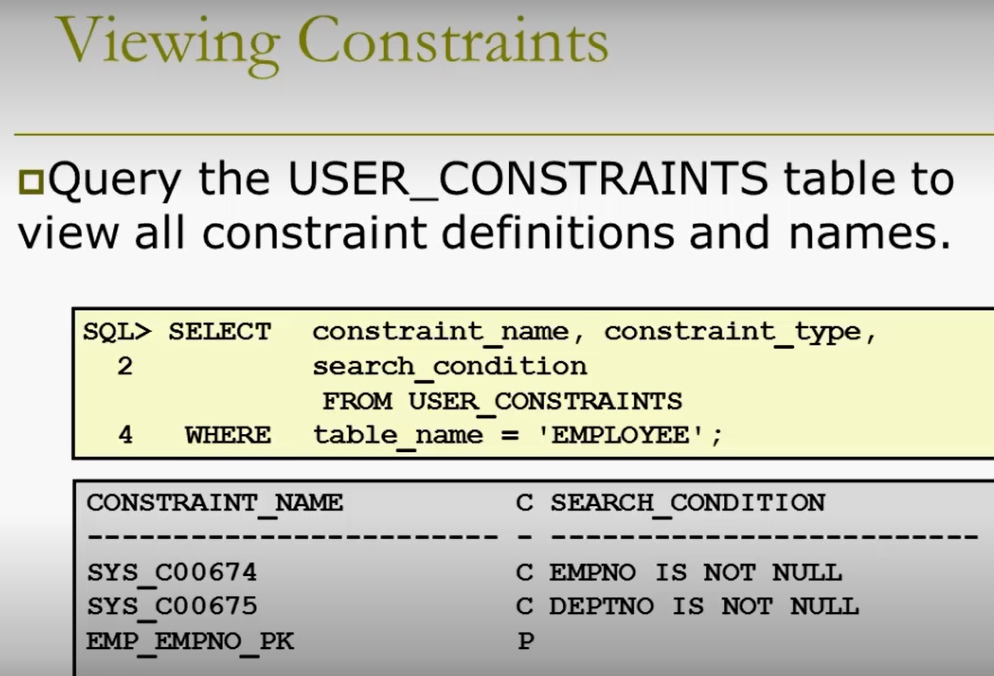 Viewing Constraints
Query the USER_CONSTRAINTS table to
view all constraint definitions and names.
SQL> SELECT constraint_name, constraint_type,
2 search_condition
FROM USER_CONSTRAINTS
4 WHERE table_name = 'EMPLOYEE';
CONSTRAINT_NAME C SEARCH_CONDITION
------------------------ - -------------------------
SYS_C00674 C EMPNO IS NOT NULL
SYS_C00675 C DEPTNO IS NOT NULL
EMP_EMPNO_PK P